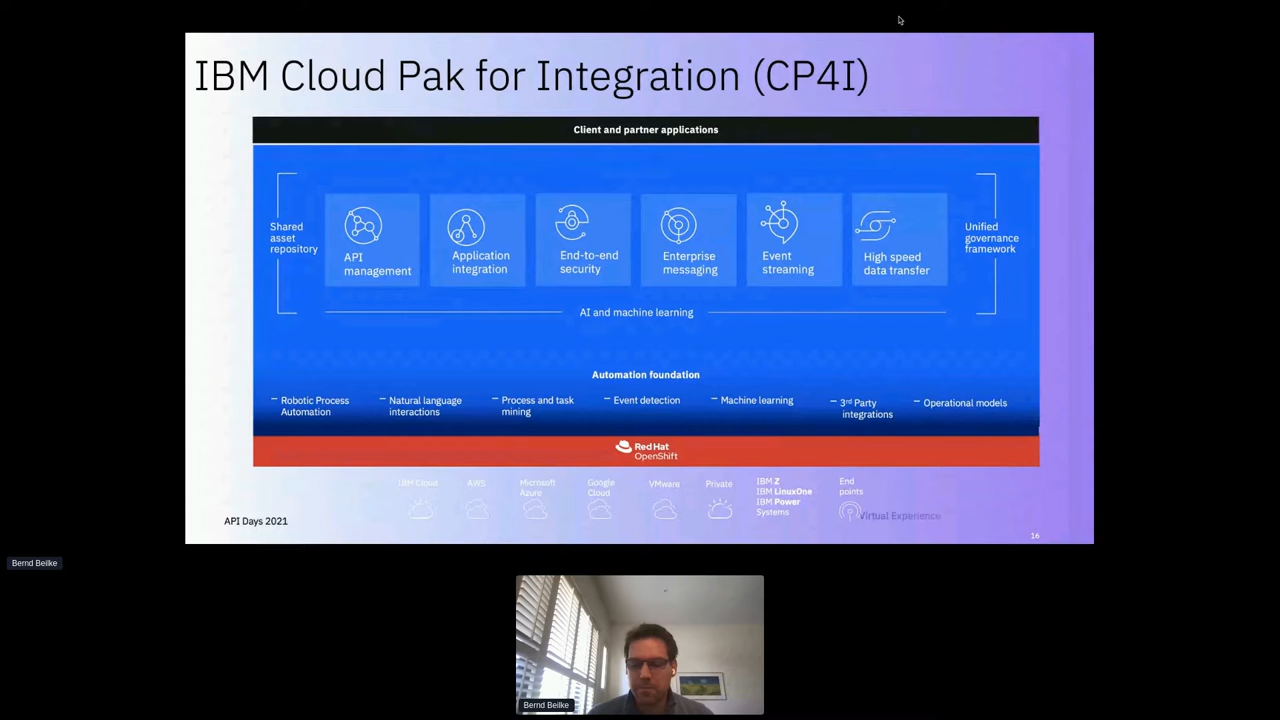 IBM Cloud Pak for Integration (CP4I)
Client and partner applications
Shared
asset
repository
API
management
Application
integration
End-to-end
security
Enterprise
messaging
Event
streaming
High speed
data transfer
Unified
governance
framework
AI and machine learning
Automation foundation
– Robotic Process
Automation
– Natural language
interactions
– Process and task
mining
– Event detection
– Machine learning
– 3rd Party
integrations
– Operational models
Red Hat
OpenShift
IBM Cloud
AWS
Microsoft
Azure
Google
Cloud
VMware
Private
IBM Z
IBM LinuxOne
IBM Power
Systems
End
points
API Days 2021
Virtual Experience
16
Bernd Beilke
Bernd Beilke